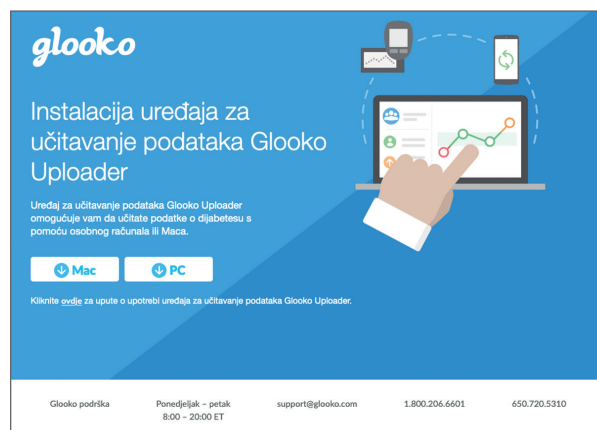 glooko
Instalacija uređaja za
učitavanje podataka Glooko
Uploader
Uređaj za učitavanje podataka Glooko Uploader
omogućuje vam da učitate podatke o dijabetesu s
pomoću osobnog računala ili Maca.
Mac
PC
Kliknite ovdje za upute o upotrebi uređaja za učitavanje podataka Glooko Uploader.
Glooko podrška
Ponedjeljak – petak
8:00 – 20:00 ET
support@glooko.com
1.800.206.6601
650.720.5310